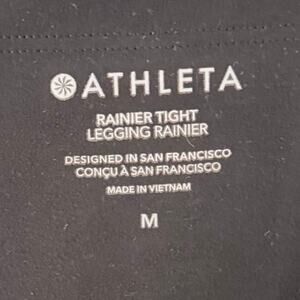 ATHLETA
RAINIER TIGHT
LEGGING RAINIER
DESIGNED IN SAN FRANCISCO
CONÇU À SAN FRANCISCO
MADE IN VIETNAM
M